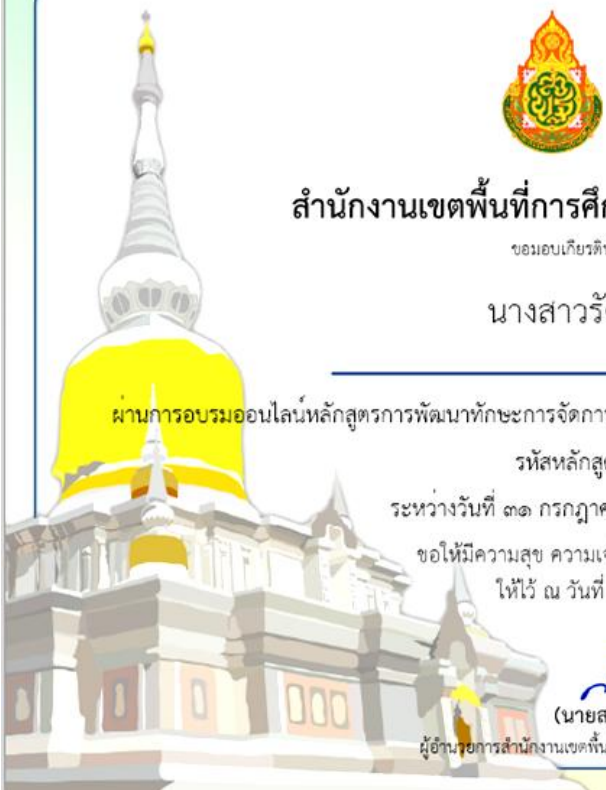 สำนักงานเขตพื้นที่การศึก
ขอมอบเกียรติบ
นางสาวรั
ผ่านการอบรมออนไลน์หลักสูตรการพัฒนาทักษะการจัดกา
รหัสหลักสู
ระหว่างวันที่ ๓๑ กรกฎาค
ขอให้มีความสุข ความเจ
ให้ไว้ ณ วันที่
(นายส
ผู้อำนวยการสำนักงานเขตพื้น